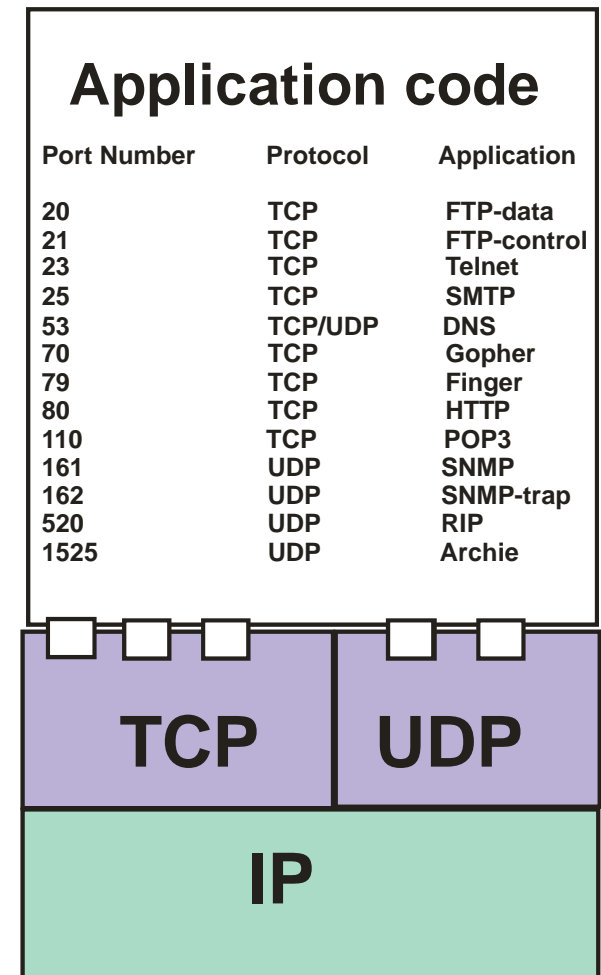 Application code
Port Number Protocol Application
20 TCP FTP-data
21 TCP FTP-control
23 TCP Telnet
25 TCP SMTP
53 TCP/UDP DNS
70 TCP Gopher
79 TCP Finger
80 TCP HTTP
110 TCP POP3
161 UDP SNMP
162 UDP SNMP-trap
520 UDP RIP
1525 UDP Archie
TCP UDP
IP